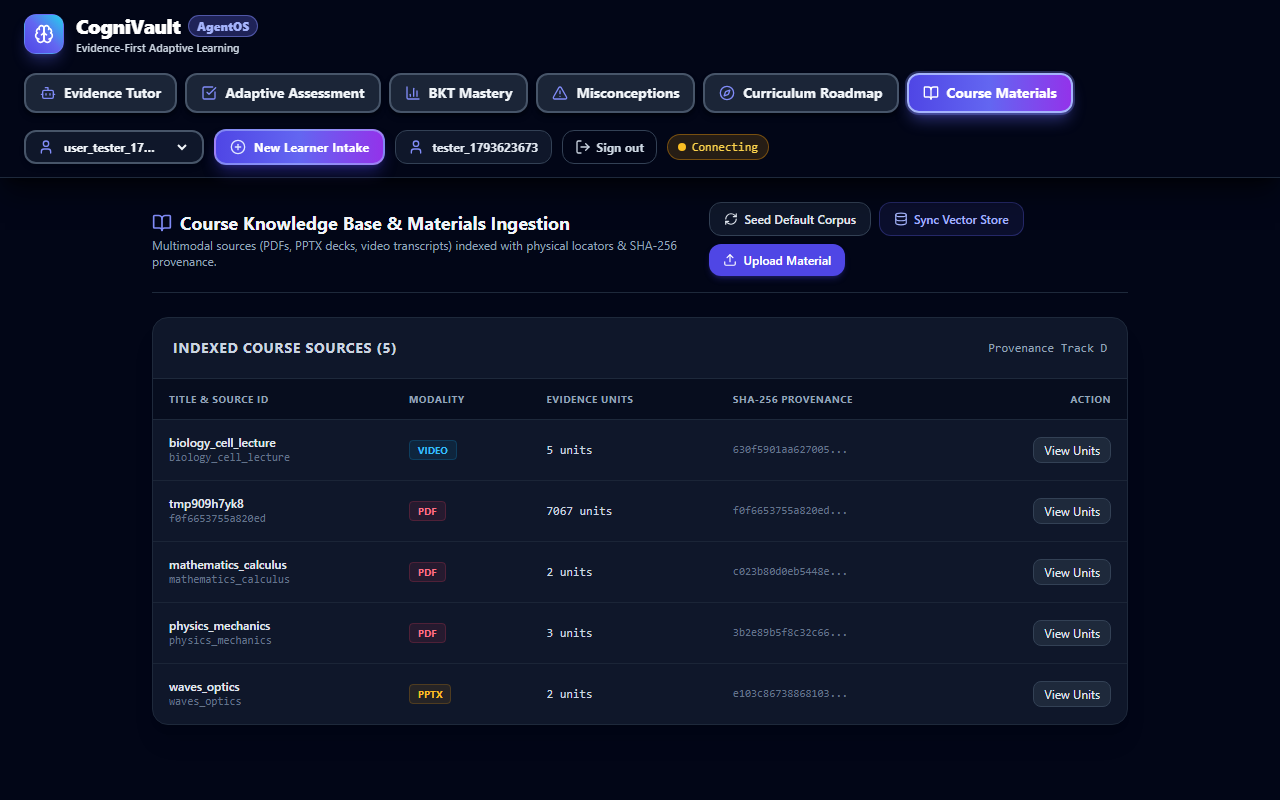 CogniVault AgentOS
Evidence-First Adaptive Learning
Evidence Tutor
Adaptive Assessment
BKT Mastery
Misconceptions
Curriculum Roadmap
Course Materials
user_tester_17...
New Learner Intake
tester_1793623673
Sign out
Connecting
Course Knowledge Base & Materials Ingestion
Multimodal sources (PDFs, PPTX decks, video transcripts) indexed with physical locators & SHA-256
provenance.
Seed Default Corpus
Sync Vector Store
Upload Material
INDEXED COURSE SOURCES (5)
Provenance Track D
TITLE & SOURCE ID MODALITY EVIDENCE UNITS SHA-256 PROVENANCE ACTION
biology_cell_lecture
biology_cell_lecture
VIDEO
5 units
630f5901aa627005...
View Units
tmp909h7yk8
f0f6653755a820ed
PDF
7067 units
f0f6653755a820ed...
View Units
mathematics_calculus
mathematics_calculus
PDF
2 units
c023b80d0eb5448e...
View Units
physics_mechanics
physics_mechanics
PDF
3 units
3b2e89b5f8c32c66...
View Units
waves_optics
waves_optics
PPTX
2 units
e103c86738868103...
View Units